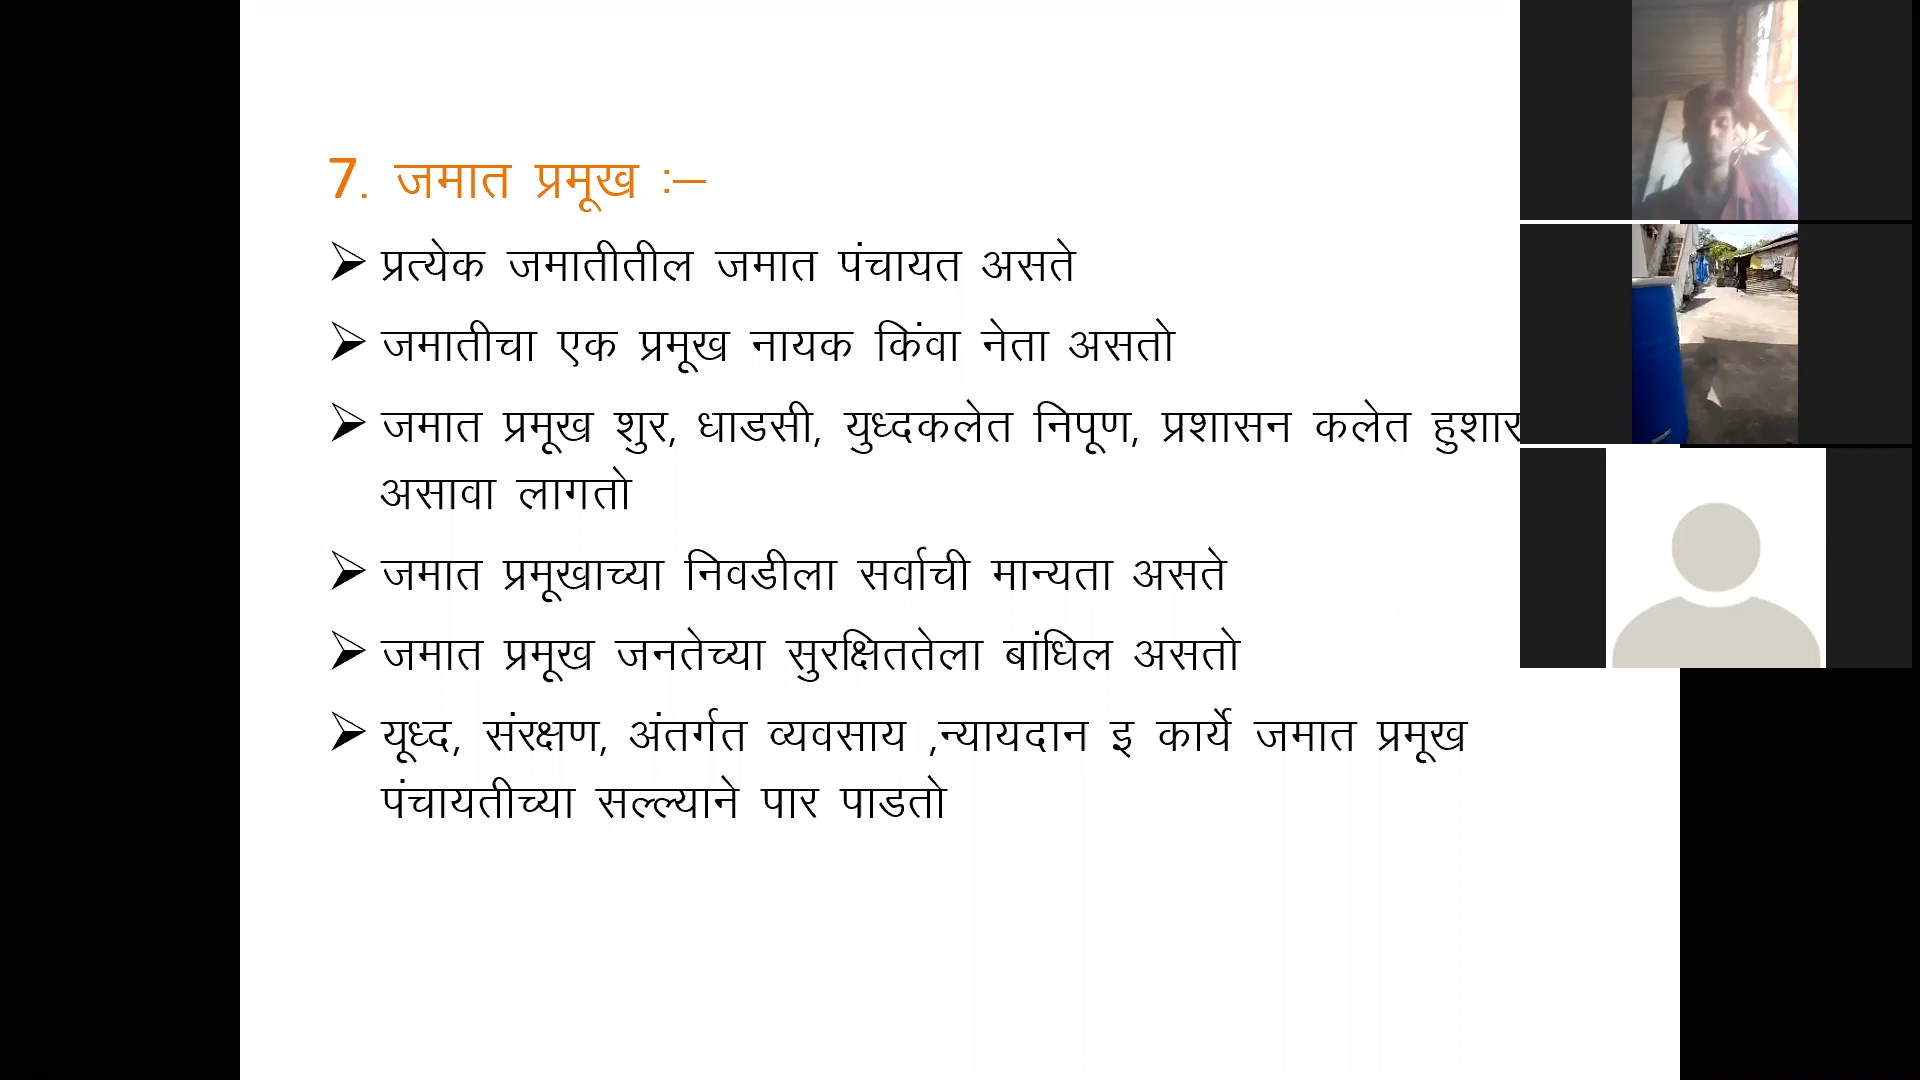 7. जमात प्रमूख :–
➢ प्रत्येक जमातीतील जमात पंचायत असते
➢ जमातीचा एक प्रमूख नायक किंवा नेता असतो
➢ जमात प्रमूख शुर, धाडसी, युध्दकलेत निपूण, प्रशासन कलेत हुशार
असावा लागतो
➢ जमात प्रमूखाच्या निवडीला सर्वाची मान्यता असते
➢ जमात प्रमूख जनतेच्या सुरक्षिततेला बांधिल असतो
➢ यूध्द, संरक्षण, अंतर्गत व्यवसाय ,न्यायदान इ कार्ये जमात प्रमूख
पंचायतीच्या सल्ल्याने पार पाडतो